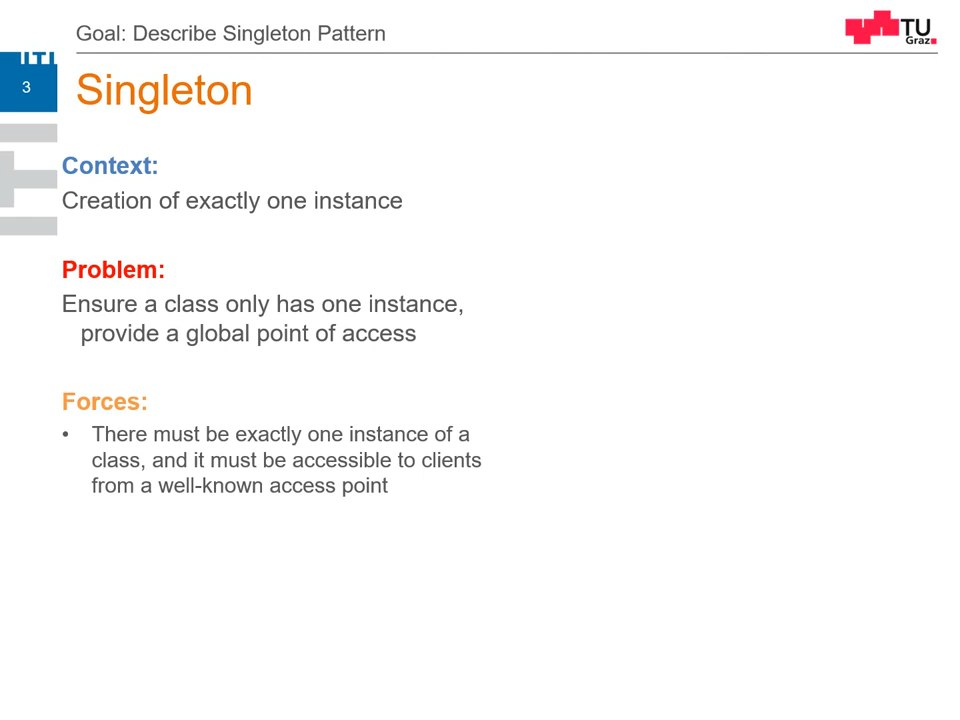 Goal: Describe Singleton Pattern
TU
Graz
3
Singleton
Context:
Creation of exactly one instance
Problem:
Ensure a class only has one instance,
provide a global point of access
Forces:
• There must be exactly one instance of a
class, and it must be accessible to clients
from a well-known access point